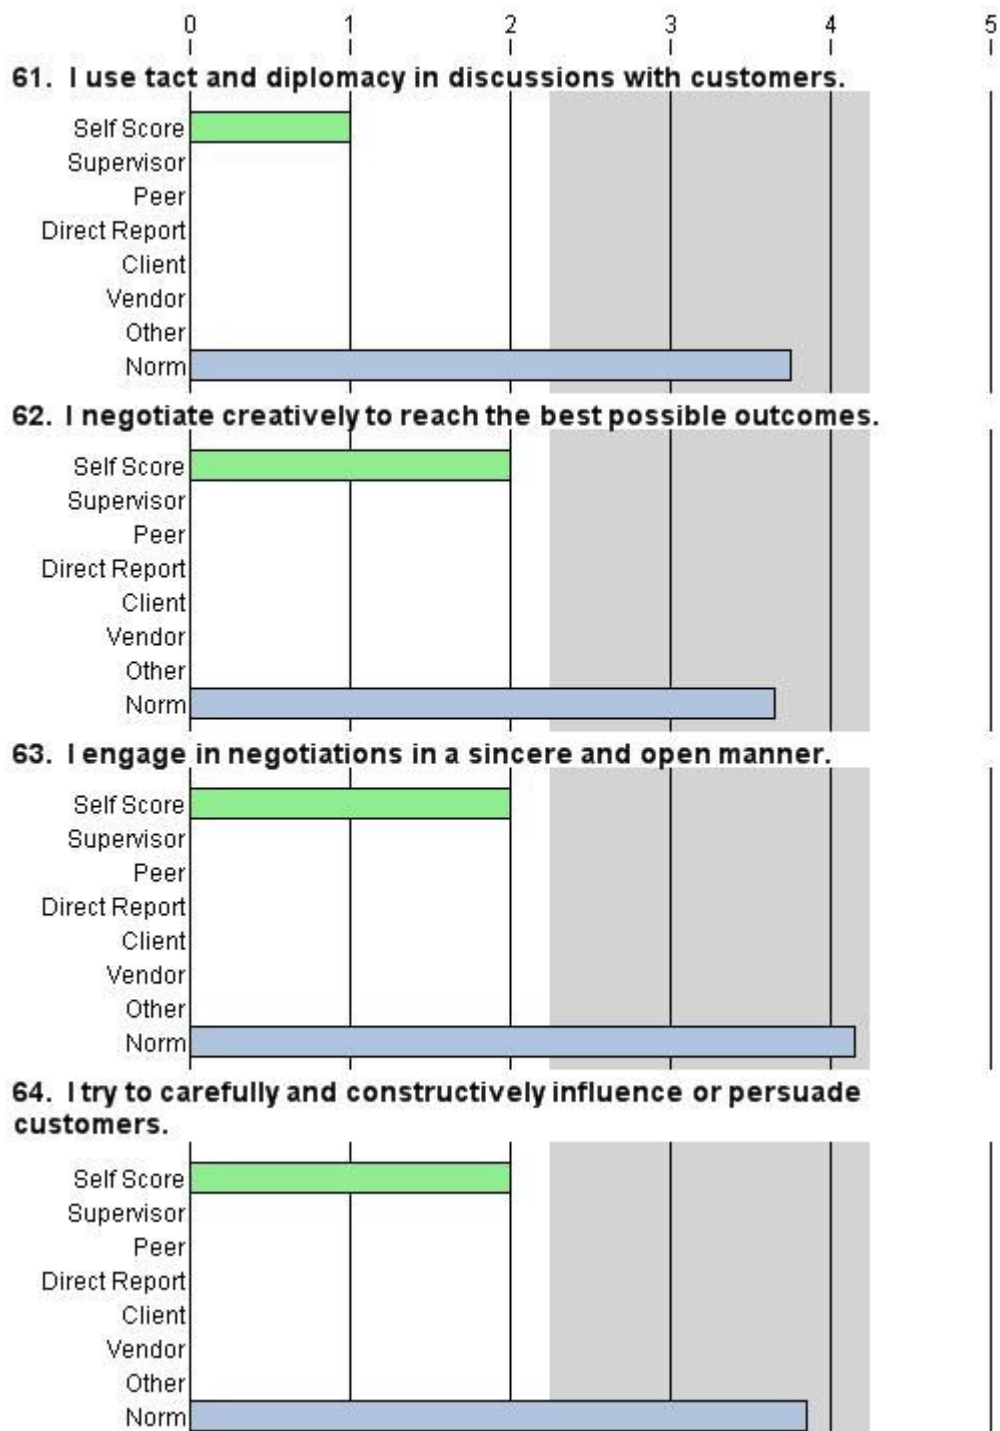 0 1 2 3 4 5
61. I use tact and diplomacy in discussions with customers.
Self Score
Supervisor
Peer
Direct Report
Client
Vendor
Other
Norm
62. I negotiate creatively to reach the best possible outcomes.
Self Score
Supervisor
Peer
Direct Report
Client
Vendor
Other
Norm
63. I engage in negotiations in a sincere and open manner.
Self Score
Supervisor
Peer
Direct Report
Client
Vendor
Other
Norm
64. I try to carefully and constructively influence or persuade
customers.
Self Score
Supervisor
Peer
Direct Report
Client
Vendor
Other
Norm